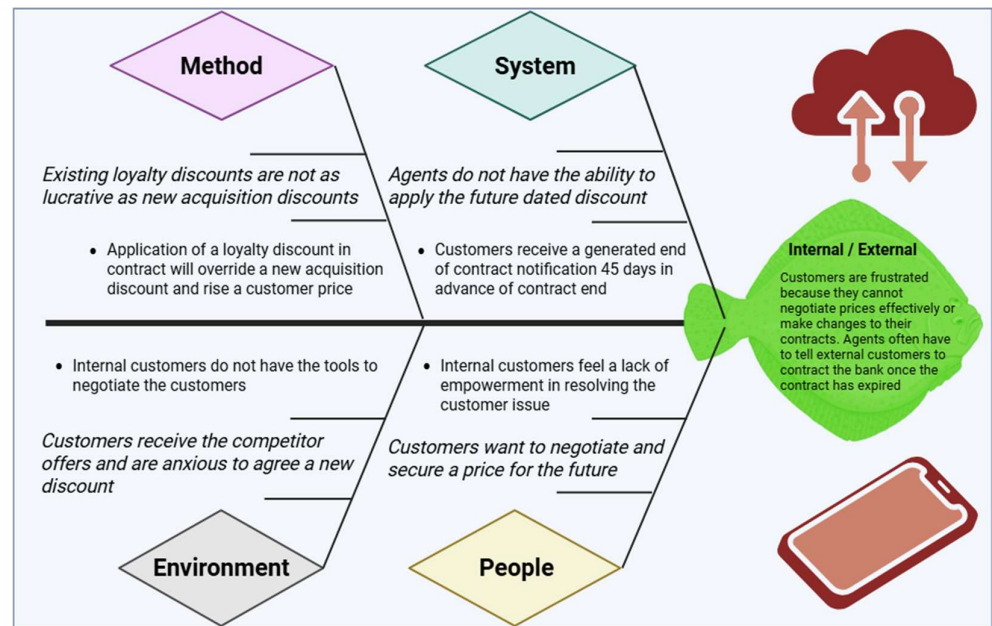 Method
System
Existing loyalty discounts are not as
lucrative as new acquisition discounts
Agents do not have the ability to
apply the future dated discount
• Application of a loyalty discount in
contract will override a new acquisition
discount and rise a customer price
• Customers receive a generated end
of contract notification 45 days in
advance of contract end
Internal / External
Customers are frustrated
because they cannot
negotiate prices effectively or
make changes to their
contracts. Agents often have
to tell external customers to
contract the bank once the
contract has expired
• Internal customers do not have the tools to
negotiate the customers
• Internal customers feel a lack of
empowerment in resolving the
customer issue
Customers receive the competitor
offers and are anxious to agree a new
discount
Customers want to negotiate and
secure a price for the future
Environment
People